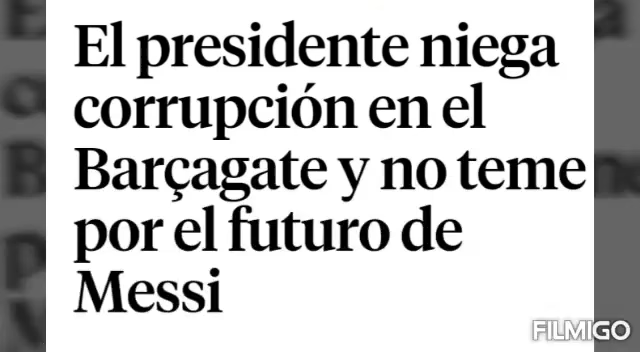 El presidente niega
corrupción en el
Barçagate y no teme
por el futuro de
Messi
FILMIGO